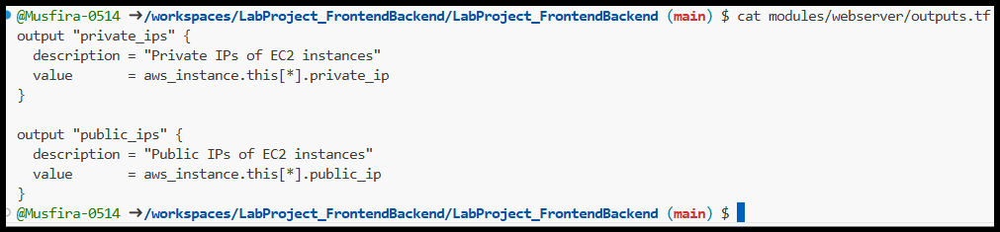 @Musfira-0514 ➜/workspaces/LabProject_FrontendBackend/LabProject_FrontendBackend (main) $ cat modules/webserver/outputs.tf
output "private_ips" {
  description = "Private IPs of EC2 instances"
  value       = aws_instance.this[*].private_ip
}

output "public_ips" {
  description = "Public IPs of EC2 instances"
  value       = aws_instance.this[*].public_ip
}
@Musfira-0514 ➜/workspaces/LabProject_FrontendBackend/LabProject_FrontendBackend (main) $